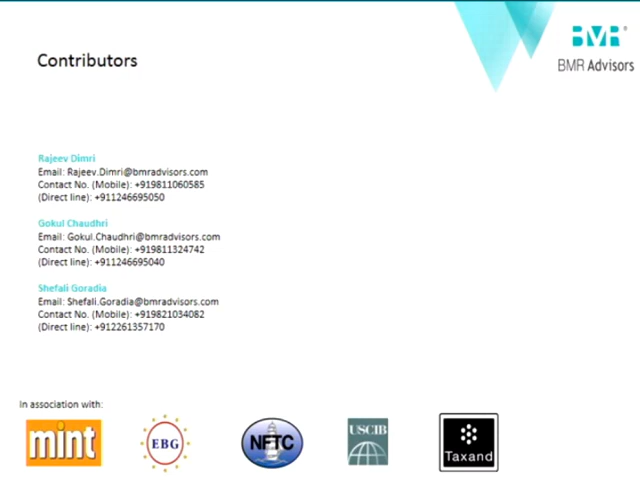 BMR
BMR Advisors
Contributors
Rajeev Dimri
Email: Rajeev.Dimri@bmradvisors.com
Contact No. (Mobile): +919811060585
(Direct line): +911246695050
Gokul Chaudhri
Email: Gokul.Chaudhri@bmradvisors.com
Contact No. (Mobile): +919811324742
(Direct line): +911246695040
Shefali Goradia
Email: Shefali.Goradia@bmradvisors.com
Contact No. (Mobile): +919821034082
(Direct line): +912261357170
In association with:
mint
EBG
NFTC
USCIB
Taxand